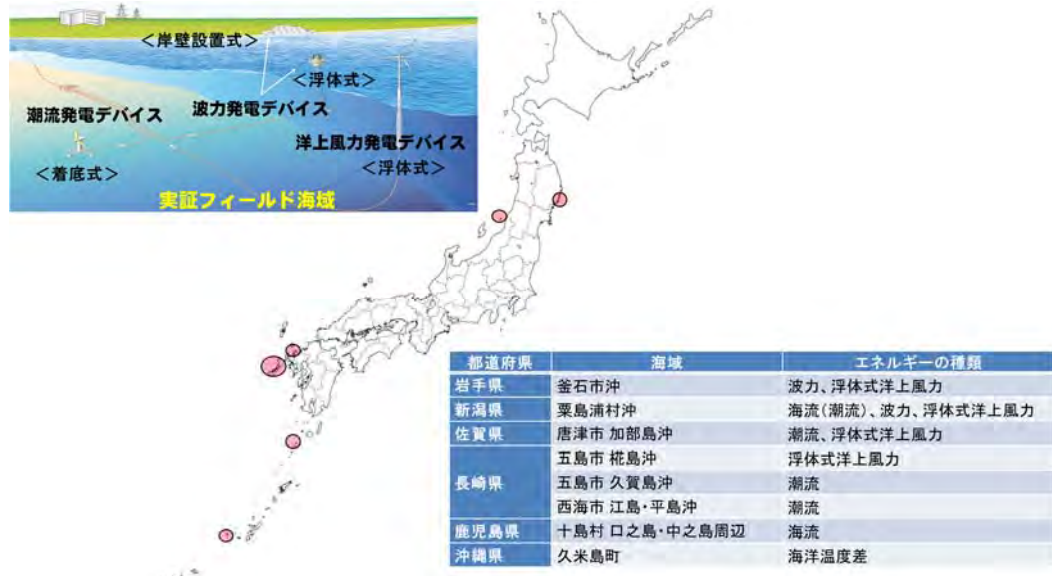 <岸壁設置式>
<浮体式>
潮流発電デバイス
波力発電デバイス
洋上風力発電デバイス
<着底式>
<浮体式>
実証フィールド海域
都道府県 海域 エネルギーの種類
岩手県 釜石市沖 波力、浮体式洋上風力
新潟県 粟島浦村沖 海流(潮流)、波力、浮体式洋上風力
佐賀県 唐津市 加部島沖 潮流、浮体式洋上風力
長崎県 五島市 椛島沖 浮体式洋上風力
五島市 久賀島沖 潮流
西海市 江島・平島沖 潮流
鹿児島県 十島村 口之島・中之島周辺 海流
沖縄県 久米島町 海洋温度差